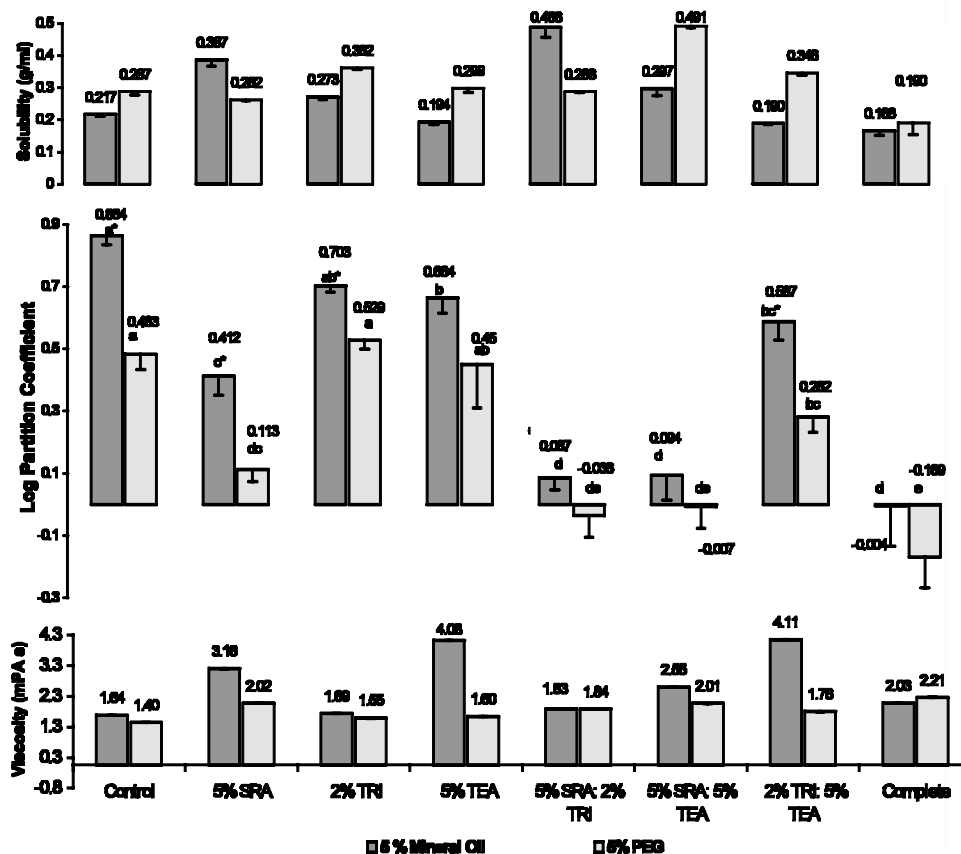 Solubility (g/ml)
0.5
0.4
0.3
0.2
0.1
0
0.217
0.287
0.387
0.262
0.273
0.362
0.194
0.299
0.488
0.288
0.297
0.491
0.190
0.346
0.190
Log Partition Coefficient
0.9
0.7
0.5
0.3
0.1
-0.1
-0.3
0.864
a*
0.483
a
0.412
c*
0.113
dc
0.703
ab*
0.529
a
0.664
b
0.45
ab
0.087
d
-0.036
de
0.094
d
de
-0.007
0.587
bc*
0.282
bc
d
-0.004
-0.169
e
Viscosity (mPA s)
4.3
3.3
2.3
1.3
0.3
-0.8
1.64
1.40
3.16
2.02
1.69
1.55
4.08
1.60
1.83
1.84
2.55
2.01
4.11
1.76
2.03
2.21
Control
5% SRA
2% TRI
5% TEA
5% SRA: 2%
TRI
5% SRA: 5%
TEA
2% TRI: 5%
TEA
Complete
5 % Mineral Oil
5% PEG